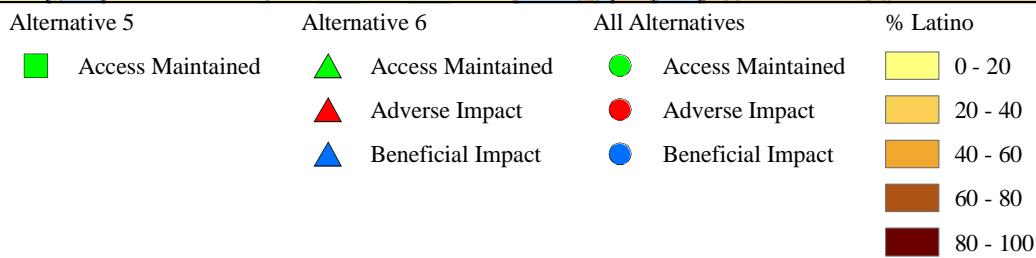 Alternative 5 Alternative 6 All Alternatives % Latino
Access Maintained Access Maintained Access Maintained 0 - 20
Adverse Impact Adverse Impact 20 - 40
Beneficial Impact Beneficial Impact 40 - 60
60 - 80
80 - 100